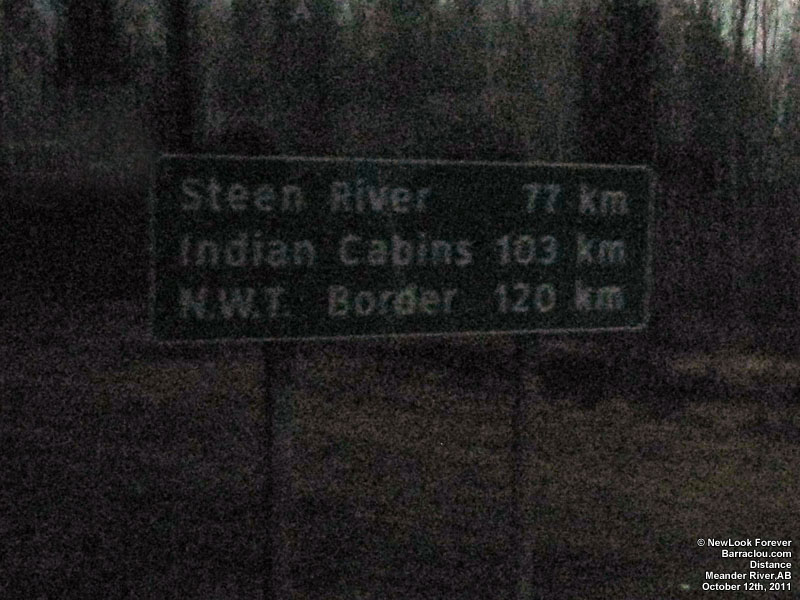 Steen River 77 km
Indian Cabins 103 km
N.W.T. Border 120 km
© NewLook Forever
Barraclou.com
Distance
Meander River,AB
October 12th, 2011